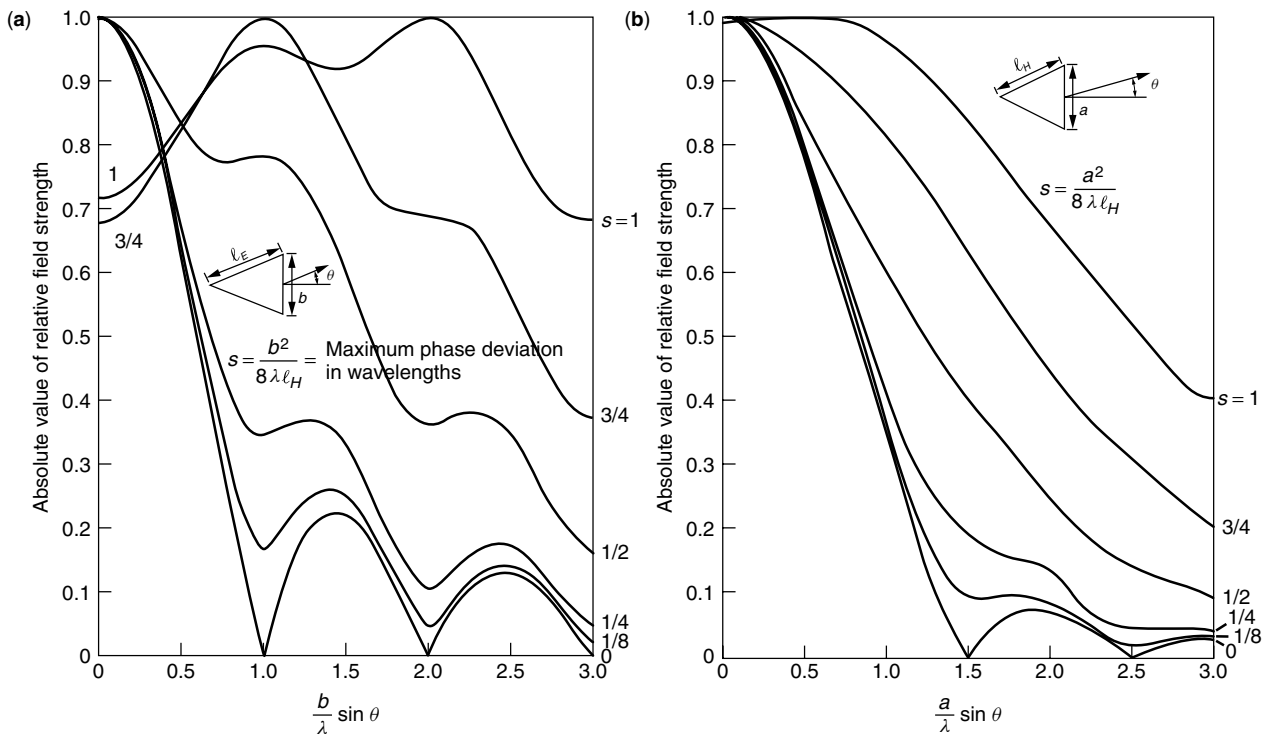 (a)
1.0
0.9
0.8
0.7
0.6
0.5
0.4
0.3
0.2
0.1
0
Absolute value of relative field strength
1
3/4
ℓ_E
b
θ
s = b²/8λℓ_H = Maximum phase deviation
in wavelengths
s = 1
3/4
1/2
1/4
1/8
0
0 0.5 1.0 1.5 2.0 2.5 3.0
b/λ sin θ
(b)
1.0
0.9
0.8
0.7
0.6
0.5
0.4
0.3
0.2
0.1
0
Absolute value of relative field strength
ℓ_H
a
θ
s = a²/8λℓ_H
s = 1
3/4
1/2
1/4
1/8
0
0 0.5 1.0 1.5 2.0 2.5 3.0
a/λ sin θ